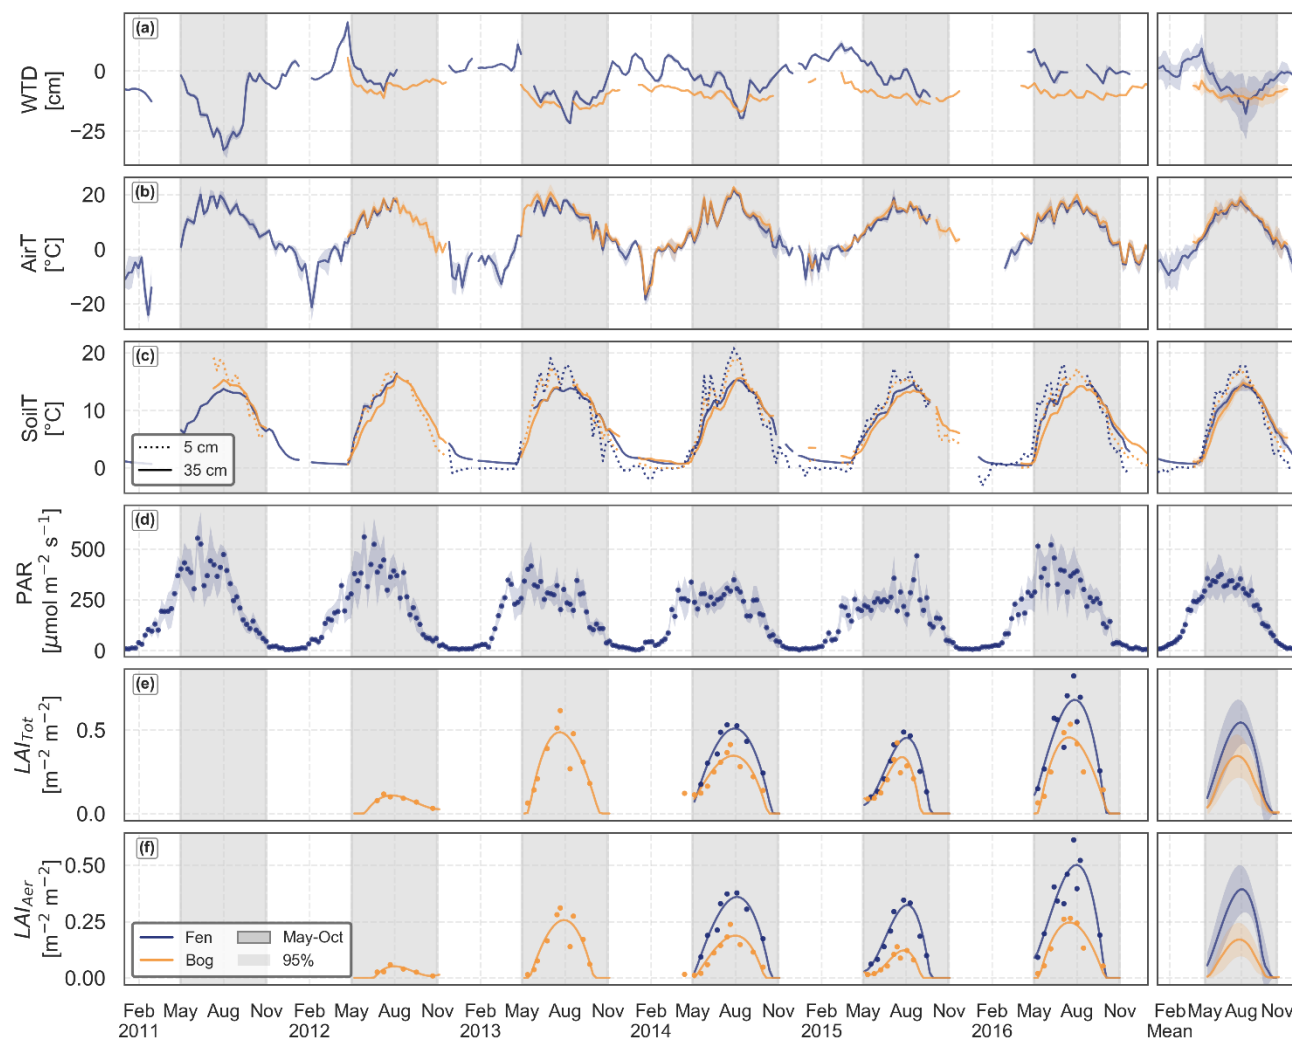 (a)
WTD
[cm]
0
−25
(b)
AirT
[°C]
20
0
−20
(c)
SoilT
[°C]
20
10
0
5 cm
35 cm
(d)
PAR
[μmol m−2 s−1]
500
250
0
(e)
LAITot
[m−2 m−2]
0.5
0.0
(f)
LAIAer
[m−2 m−2]
0.50
0.25
0.00
Fen
May-Oct
Bog
95%
Feb May Aug Nov Feb May Aug Nov Feb May Aug Nov Feb May Aug Nov Feb May Aug Nov Feb May Aug Nov Feb May Aug Nov
2011 2012 2013 2014 2015 2016 Mean